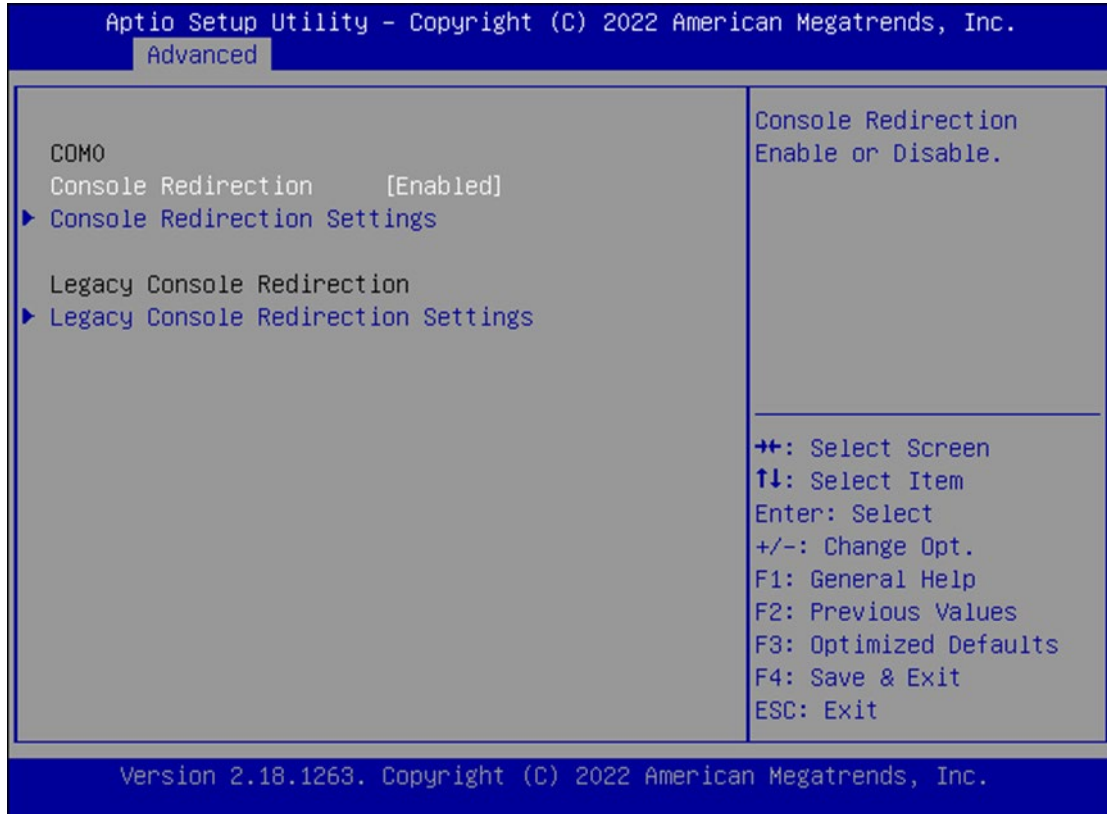 Aptio Setup Utility – Copyright (C) 2022 American Megatrends, Inc.
Advanced
COM0
Console Redirection [Enabled]
Console Redirection Settings
Legacy Console Redirection
Legacy Console Redirection Settings
Console Redirection
Enable or Disable.
→←: Select Screen
↑↓: Select Item
Enter: Select
+/-: Change Opt.
F1: General Help
F2: Previous Values
F3: Optimized Defaults
F4: Save & Exit
ESC: Exit
Version 2.18.1263. Copyright (C) 2022 American Megatrends, Inc.